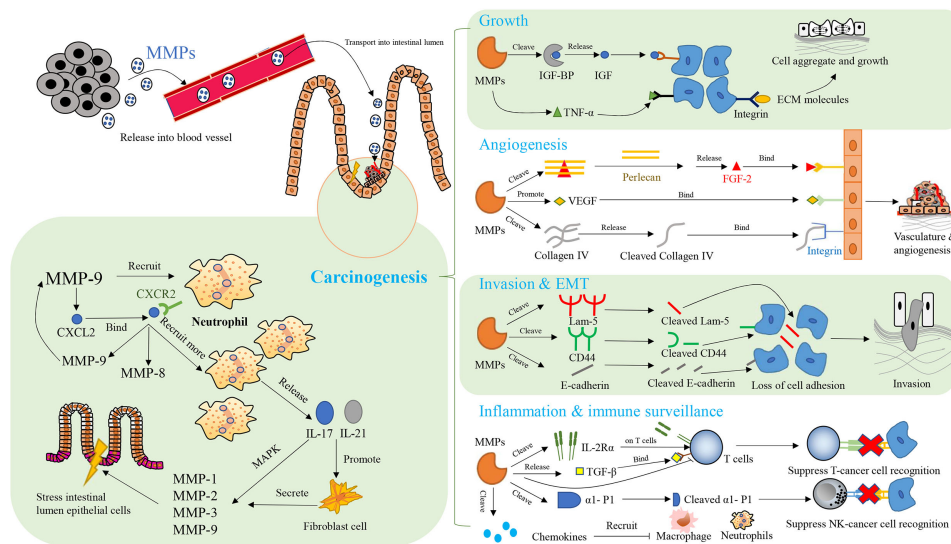 MMPs
Transport into intestinal lumen
Release into blood vessel
Carcinogenesis
MMP-9
Recruit
CXCR2
Neutrophil
CXCL2
Bind
MMP-9
MMP-8
Recruit more
Release
IL-17
IL-21
MAPK
Promote
MMP-1
MMP-2
MMP-3
MMP-9
Secrete
Fibroblast cell
Stress intestinal
lumen epithelial cells
Growth
MMPs
Cleave
IGF-BP
Release
IGF
TNF-α
Integrin
ECM molecules
Cell aggregate and growth
Angiogenesis
MMPs
Cleave
Perlecan
Release
FGF-2
Bind
Promote
VEGF
Bind
Cleave
Collagen IV
Release
Cleaved Collagen IV
Bind
Integrin
Vasculature &
angiogenesis
Invasion & EMT
MMPs
Cleave
Lam-5
Cleaved Lam-5
Cleave
CD44
Cleaved CD44
Cleave
E-cadherin
Cleaved E-cadherin
Loss of cell adhesion
Invasion
Inflammation & immune surveillance
MMPs
Cleave
IL-2Rα
on T cells
T cells
Suppress T-cancer cell recognition
Release
TGF-β
Bind
Cleave
α1- P1
Cleaved α1- P1
Suppress NK-cancer cell recognition
Cleave
Chemokines
Recruit
Macrophage
Neutrophils